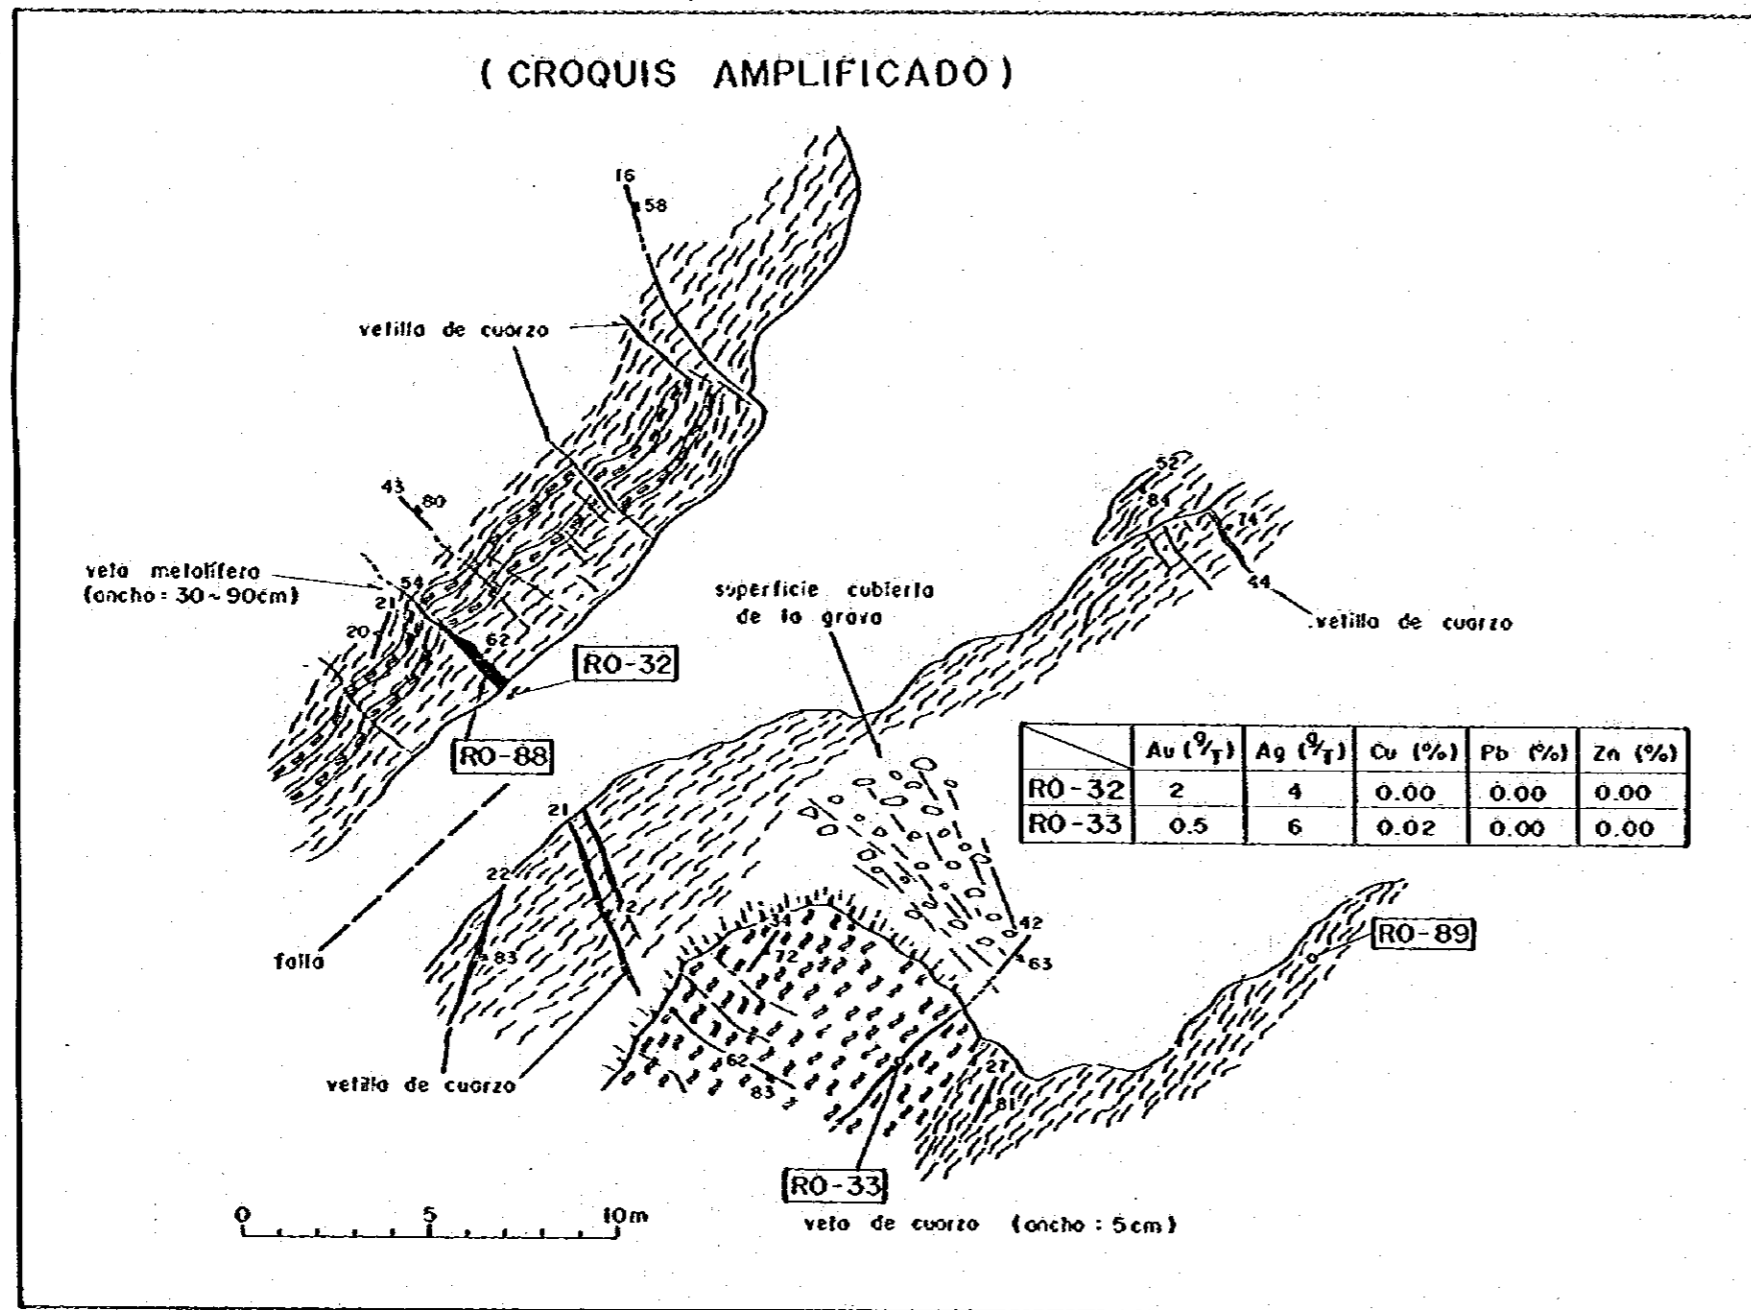 ( CROQUIS AMPLIFICADO )
16
58
vetilla de cuarzo
43
80
52
84
74
44
vetilla de cuarzo
veta metalífera
(ancho : 30 ~ 90cm)
54
21
20
62
RO-32
superficie cubierta
de la grava
RO-88
Au (g/T) Ag (g/T) Cu (%) Pb (%) Zn (%)
RO-32 2 4 0.00 0.00 0.00
RO-33 0.5 6 0.02 0.00 0.00
21
22
72
83
falla
34
72
42
63
RO-89
62
83
27
81
vetilla de cuarzo
RO-33
veta de cuarzo (ancho : 5cm)
0 5 10m